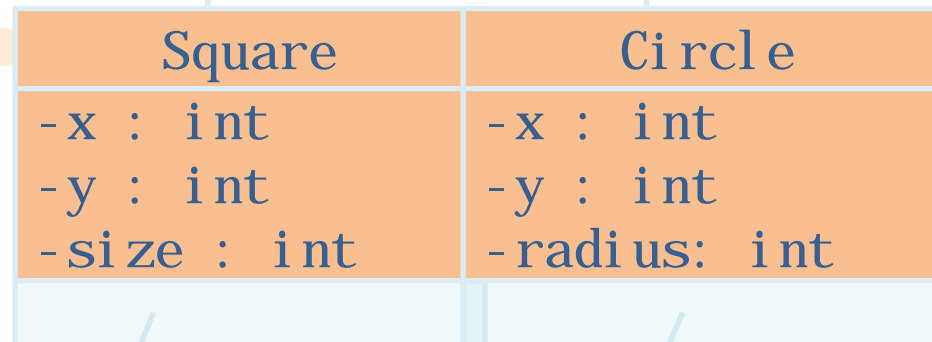 Square
-x : int
-y : int
-size : int
Circle
-x : int
-y : int
-radius: int